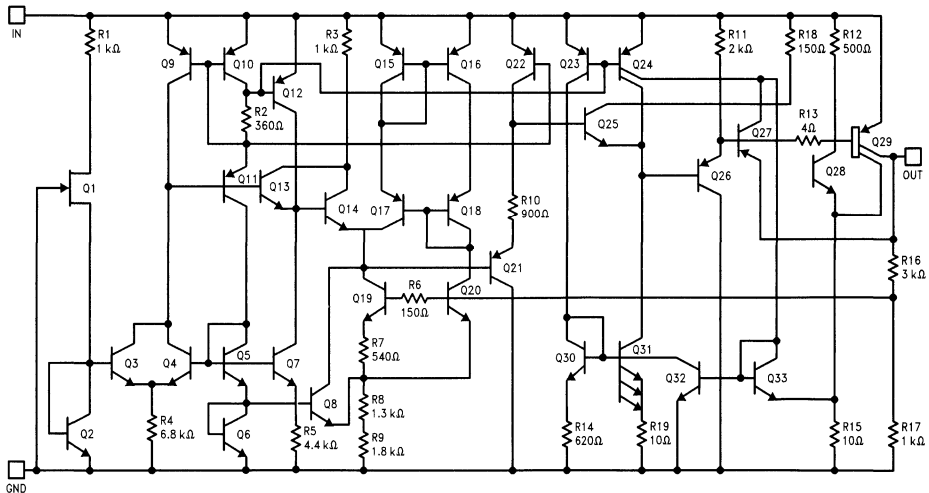 IN
R1
1 kΩ
Q9
Q10
Q12
R2
360Ω
R3
1 kΩ
Q15
Q16
Q22
Q23
Q24
R11
2 kΩ
R18
150Ω
R12
500Ω
Q25
Q27
R13
4Ω
Q29
OUT
Q1
Q11
Q13
Q14
Q17
Q18
R10
900Ω
Q26
Q28
Q21
R16
3 kΩ
Q19
R6
150Ω
Q20
Q3
Q4
Q5
Q7
R7
540Ω
Q30
Q31
Q32
Q33
Q8
R8
1.3 kΩ
Q2
R4
6.8 kΩ
Q6
R5
4.4 kΩ
R9
1.8 kΩ
R14
620Ω
R19
10Ω
R15
10Ω
R17
1 kΩ
GND